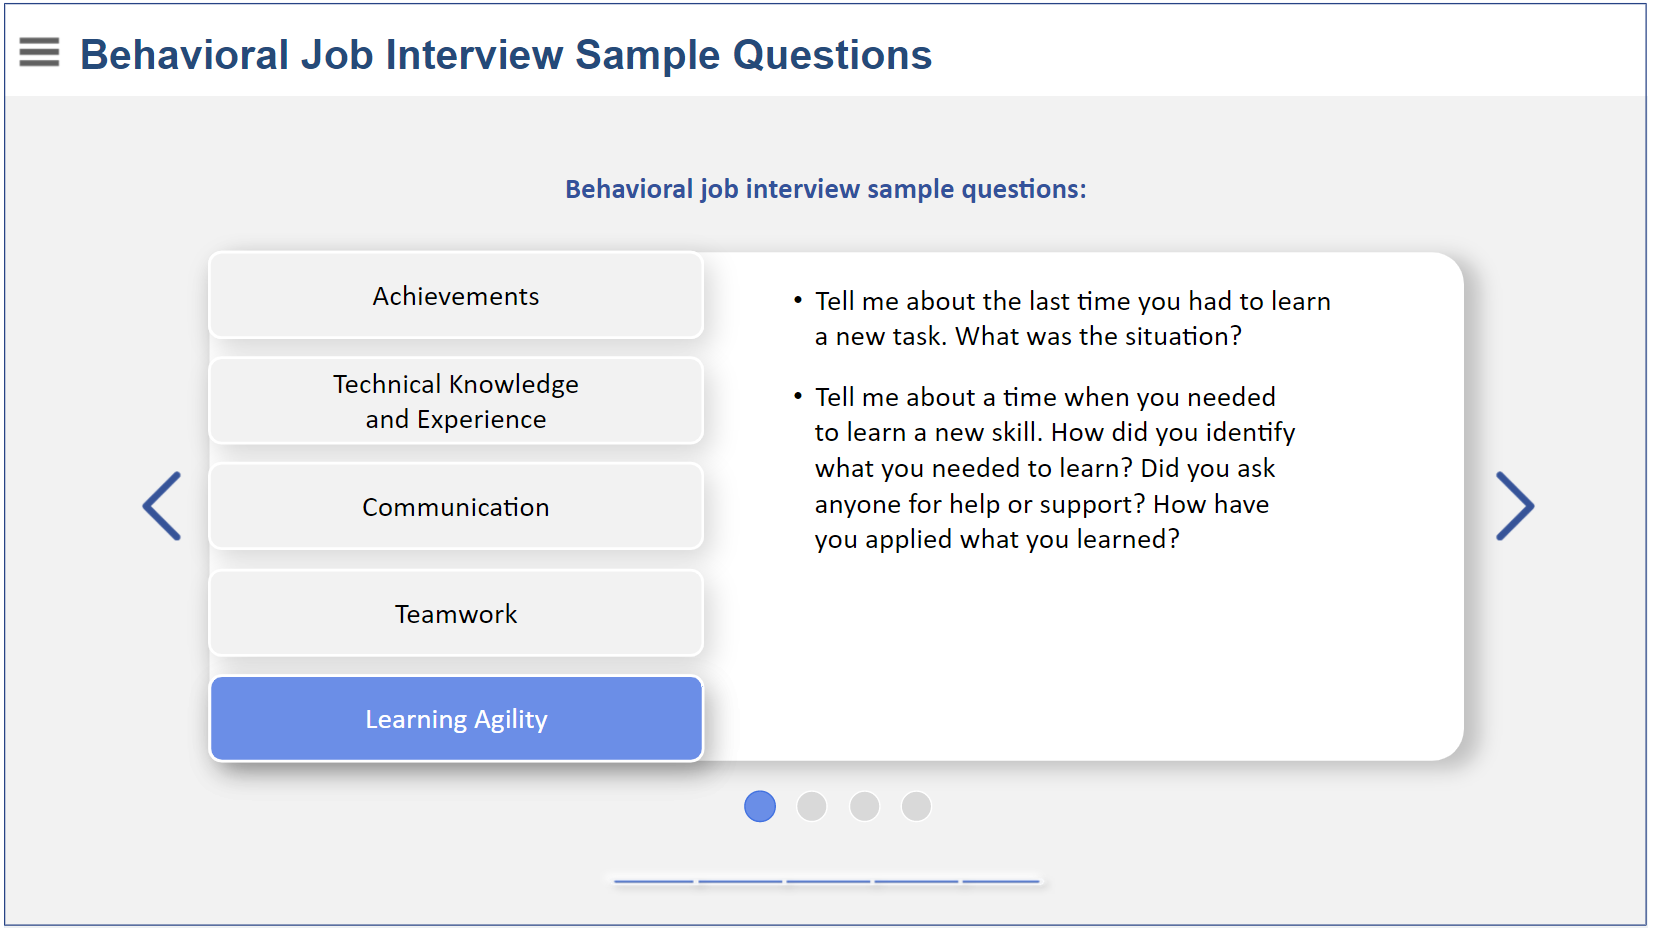 Behavioral Job Interview Sample Questions
Behavioral job interview sample questions:
Achievements
Technical Knowledge
and Experience
Communication
Teamwork
Learning Agility
• Tell me about the last time you had to learn
a new task. What was the situation?
• Tell me about a time when you needed
to learn a new skill. How did you identify
what you needed to learn? Did you ask
anyone for help or support? How have
you applied what you learned?